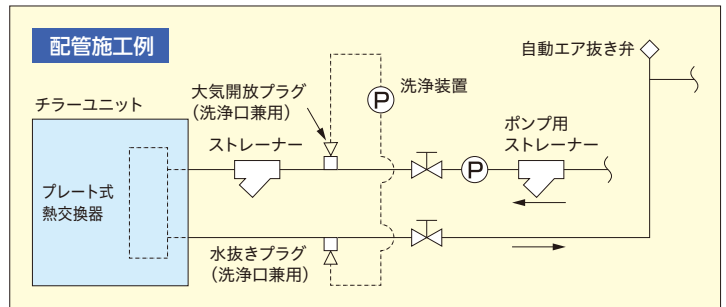 配管施工例
自動エア抜き弁
大気開放プラグ
(洗浄口兼用)
洗浄装置
P
チラーユニット
ストレーナー
ポンプ用
ストレーナー
P
プレート式
熱交換器
水抜きプラグ
(洗浄口兼用)